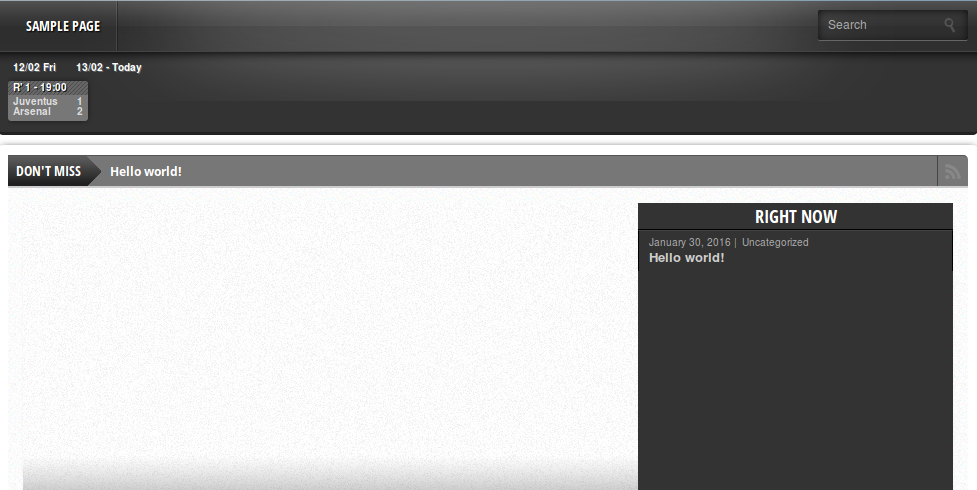 SAMPLE PAGE
Search
12/02 Fri 13/02 - Today
R' 1 - 19:00
Juventus 1
Arsenal 2
DON'T MISS Hello world!
RIGHT NOW
January 30, 2016 | Uncategorized
Hello world!